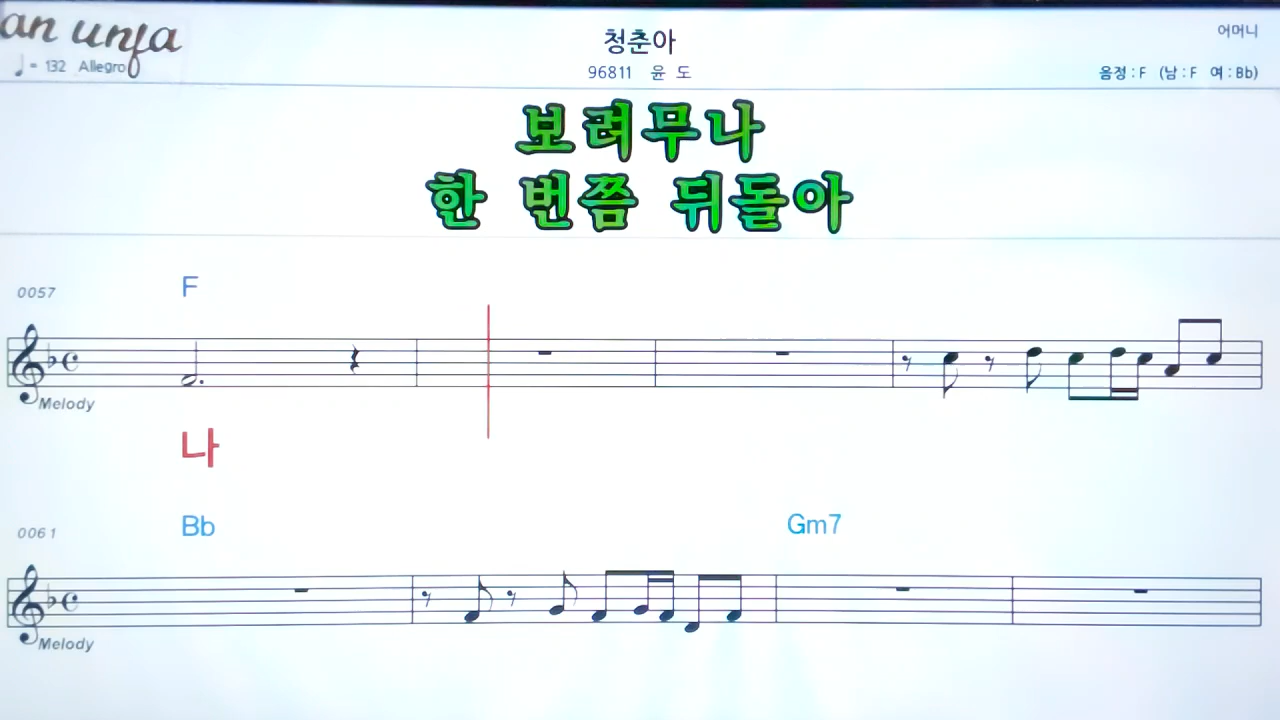 an unja
♩= 132 Allegro
청춘아
96811 윤 도
어머니
음정 : F (남 : F 여 : Bb)
보려무나
한 번쯤 뒤돌아
0057
F
Melody
나
0061
Bb
Gm7
Melody